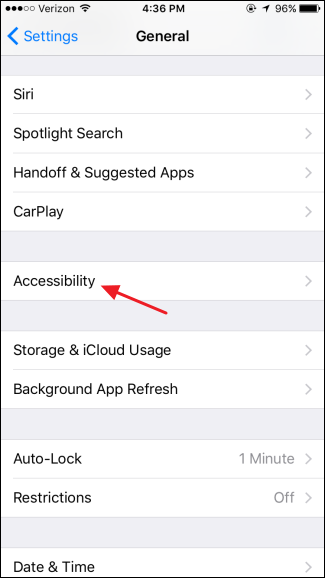 Verizon 4:36 PM 96%
Settings General
Siri
Spotlight Search
Handoff & Suggested Apps
CarPlay
Accessibility
Storage & iCloud Usage
Background App Refresh
Auto-Lock 1 Minute
Restrictions Off
Date & Time